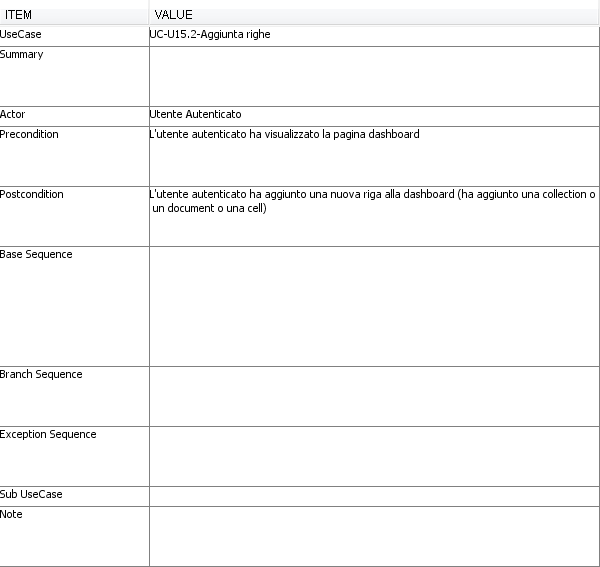 ITEM VALUE
UseCase UC-U15.2-Aggiunta righe
Summary
Actor Utente Autenticato
Precondition L'utente autenticato ha visualizzato la pagina dashboard
Postcondition L'utente autenticato ha aggiunto una nuova riga alla dashboard (ha aggiunto una collection o
un document o una cell)
Base Sequence
Branch Sequence
Exception Sequence
Sub UseCase
Note